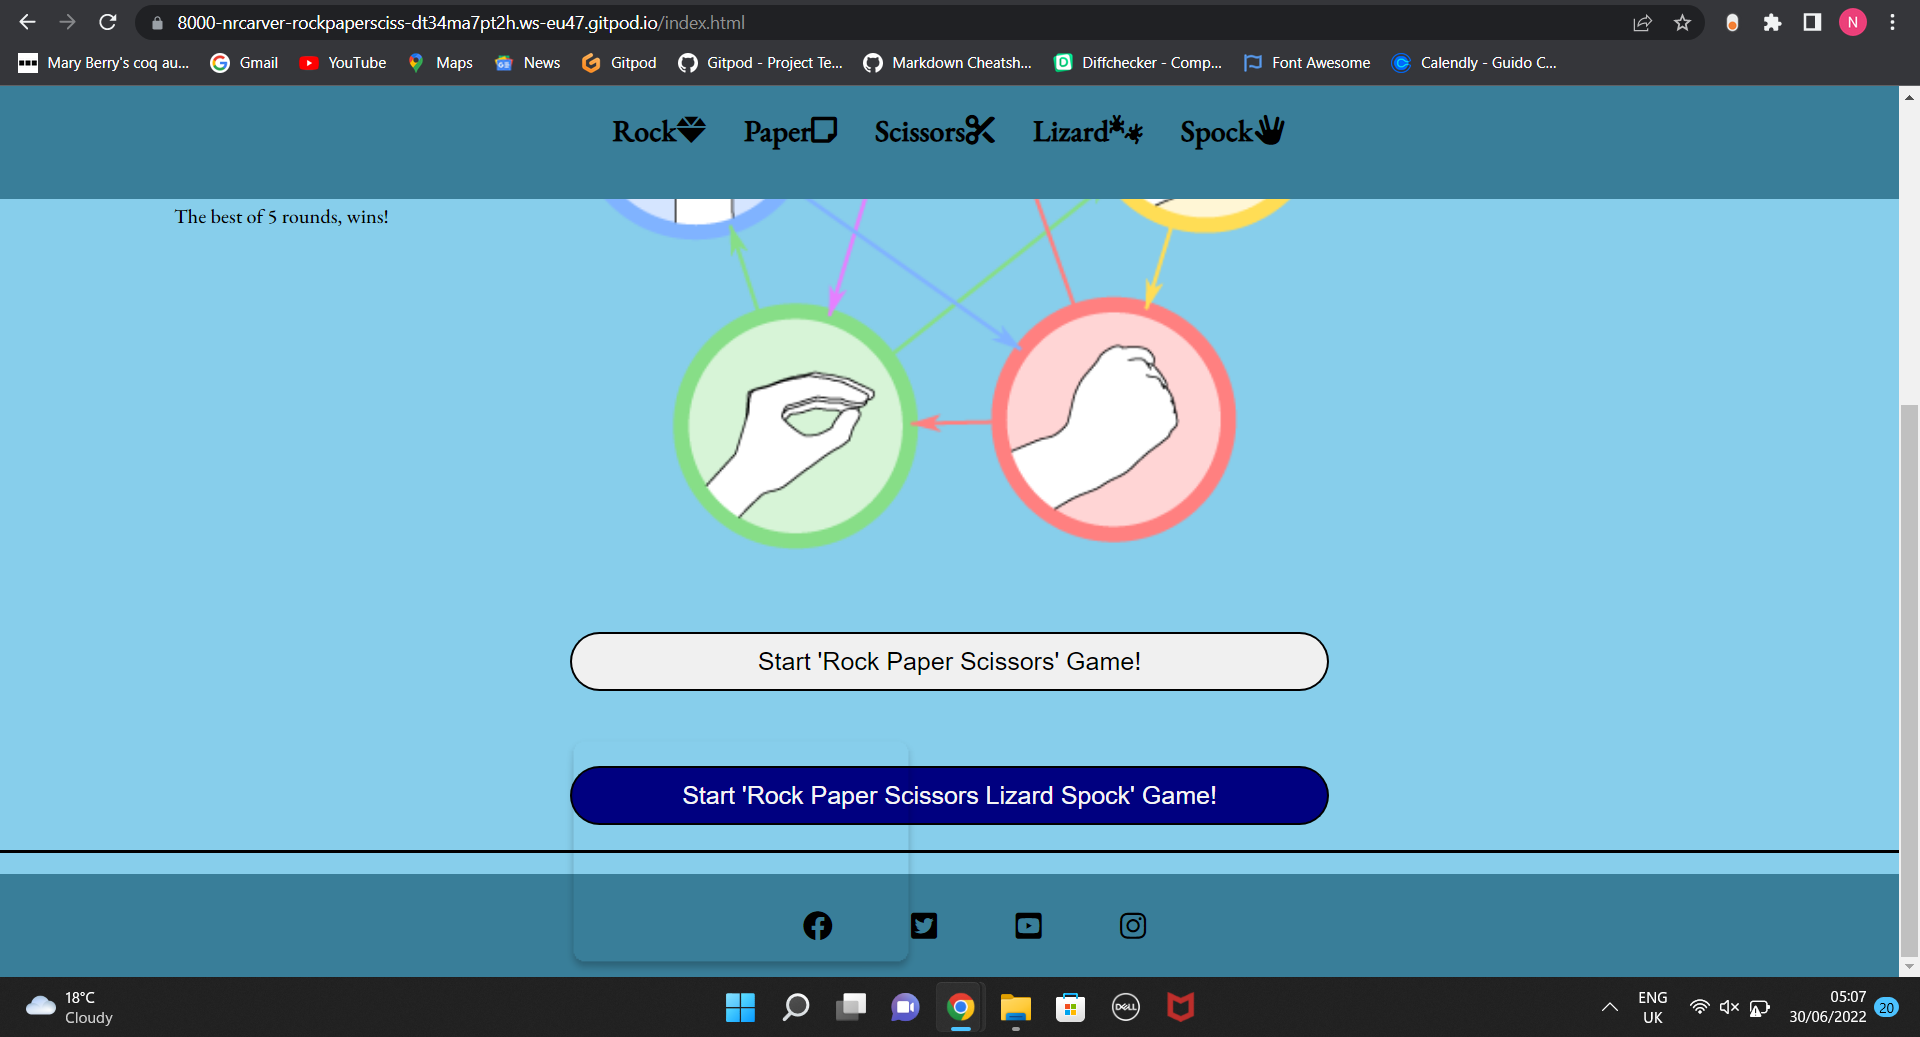 8000-nrcarver-rockpapersciss-dt34ma7pt2h.ws-eu47.gitpod.io/index.html
N
Mary Berry's coq au... Gmail YouTube Maps News Gitpod Gitpod - Project Te... Markdown Cheatsh... Diffchecker - Comp... Font Awesome Calendly - Guido C...
Rock Paper Scissors Lizard Spock
The best of 5 rounds, wins!
Start 'Rock Paper Scissors' Game!
Start 'Rock Paper Scissors Lizard Spock' Game!
18°C
Cloudy
DELL
ENG
UK
05:07
30/06/2022
20